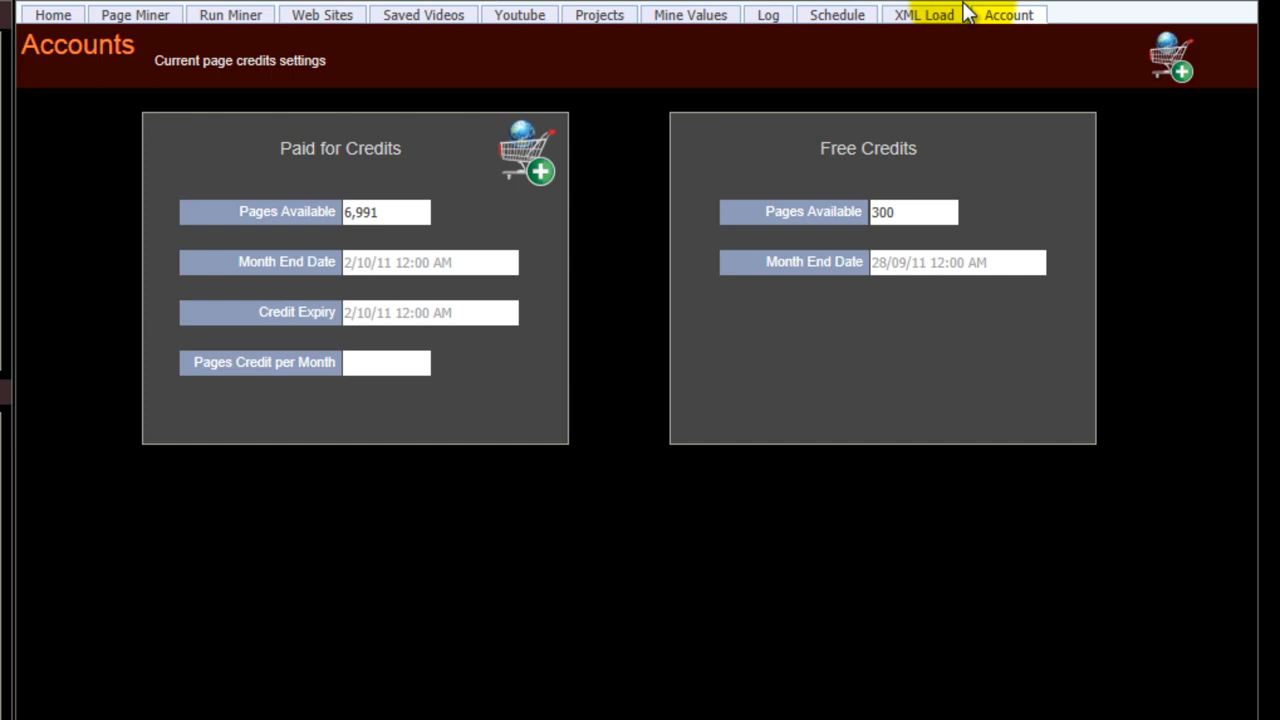 Home Page Miner Run Miner Web Sites Saved Videos Youtube Projects Mine Values Log Schedule XML Load Account
Accounts
Current page credits settings
Paid for Credits
Pages Available 6,991
Month End Date 2/10/11 12:00 AM
Credit Expiry 2/10/11 12:00 AM
Pages Credit per Month
Free Credits
Pages Available 300
Month End Date 28/09/11 12:00 AM